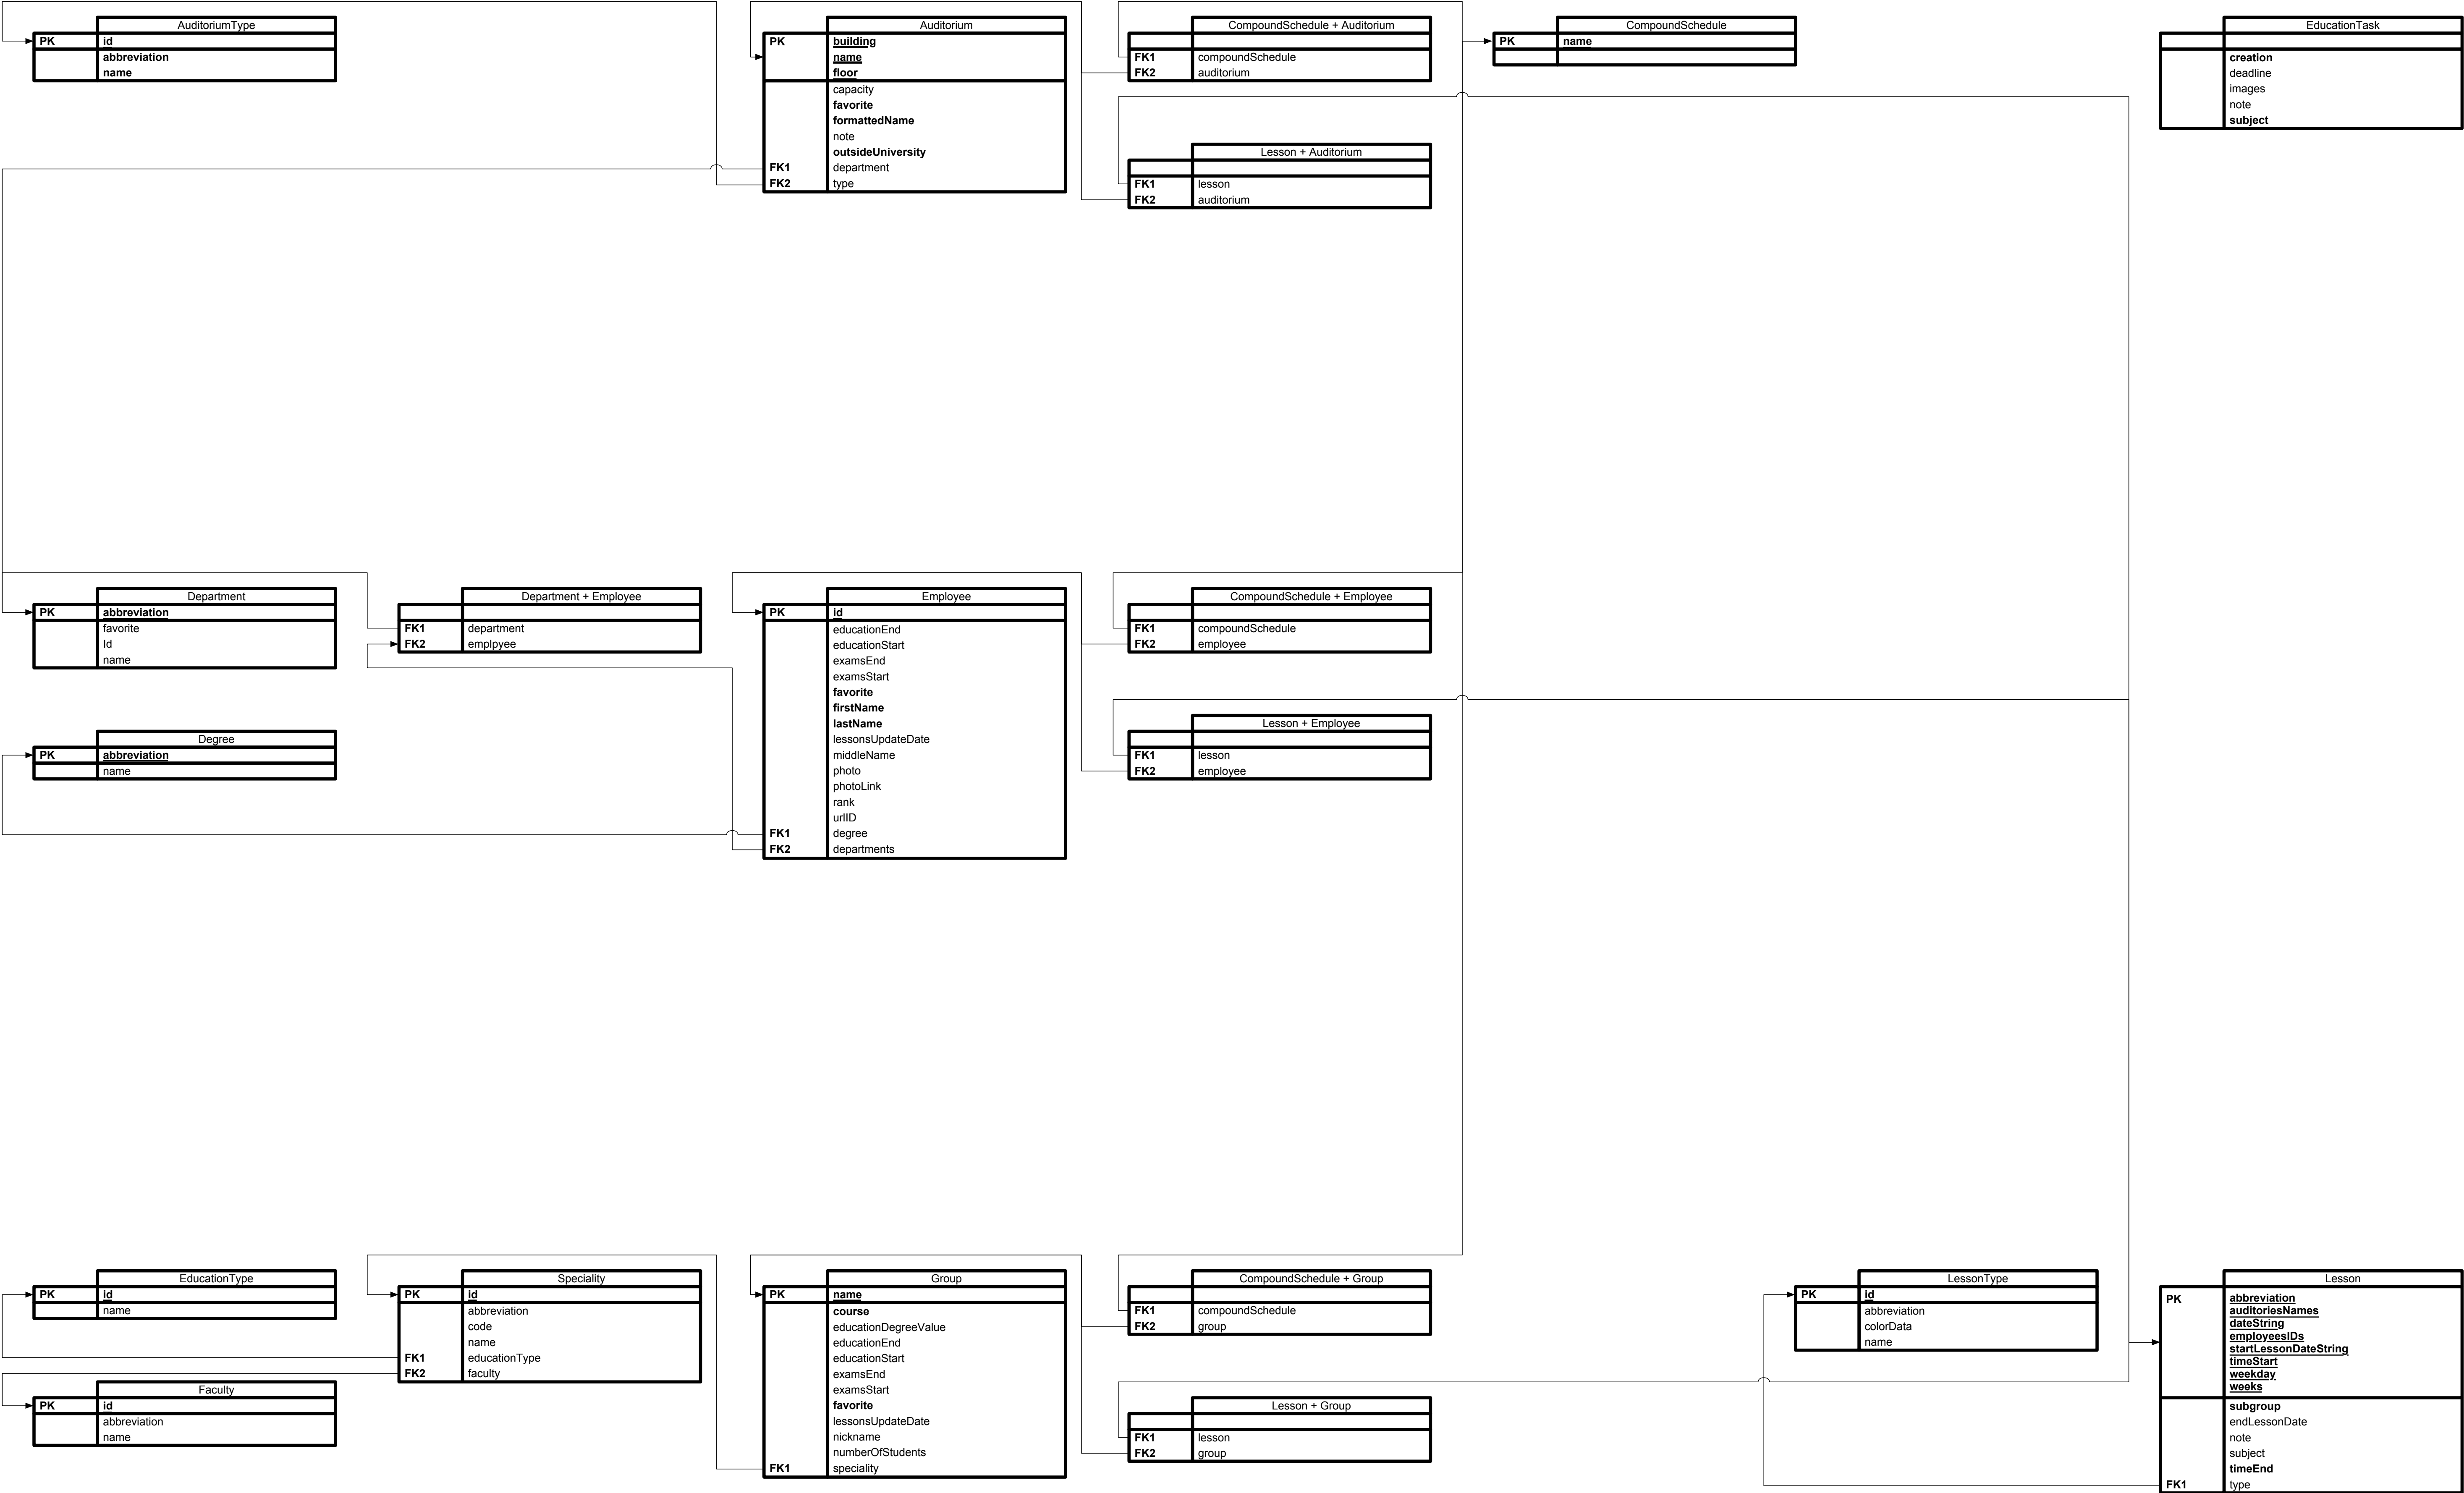 AuditoriumType
PK id
abbreviation
name
Auditorium
PK building
name
floor
capacity
favorite
formattedName
note
outsideUniversity
FK1 department
FK2 type
CompoundSchedule + Auditorium
FK1 compoundSchedule
FK2 auditorium
Lesson + Auditorium
FK1 lesson
FK2 auditorium
CompoundSchedule
PK name
EducationTask
creation
deadline
images
note
subject
Department
PK abbreviation
favorite
Id
name
Department + Employee
FK1 department
FK2 emplpyee
Degree
PK abbreviation
name
Employee
PK id
educationEnd
educationStart
examsEnd
examsStart
favorite
firstName
lastName
lessonsUpdateDate
middleName
photo
photoLink
rank
urlID
FK1 degree
FK2 departments
CompoundSchedule + Employee
FK1 compoundSchedule
FK2 employee
Lesson + Employee
FK1 lesson
FK2 employee
EducationType
PK id
name
Faculty
PK id
abbreviation
name
Speciality
PK id
abbreviation
code
name
FK1 educationType
FK2 faculty
Group
PK name
course
educationDegreeValue
educationEnd
educationStart
examsEnd
examsStart
favorite
lessonsUpdateDate
nickname
numberOfStudents
FK1 speciality
CompoundSchedule + Group
FK1 compoundSchedule
FK2 group
Lesson + Group
FK1 lesson
FK2 group
LessonType
PK id
abbreviation
colorData
name
Lesson
PK abbreviation
auditoriesNames
dateString
employeesIDs
startLessonDateString
timeStart
weekday
weeks
subgroup
endLessonDate
note
subject
timeEnd
FK1 type